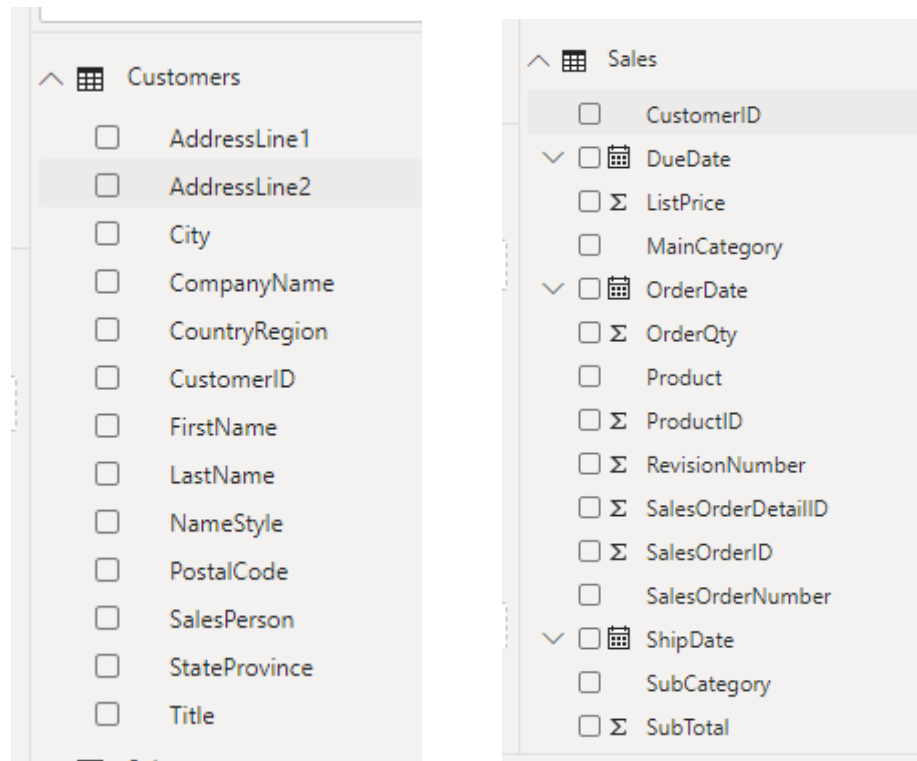 Customers
AddressLine1
AddressLine2
City
CompanyName
CountryRegion
CustomerID
FirstName
LastName
NameStyle
PostalCode
SalesPerson
StateProvince
Title
Sales
CustomerID
DueDate
Σ ListPrice
MainCategory
OrderDate
Σ OrderQty
Product
Σ ProductID
Σ RevisionNumber
Σ SalesOrderDetailID
Σ SalesOrderID
SalesOrderNumber
ShipDate
SubCategory
Σ SubTotal